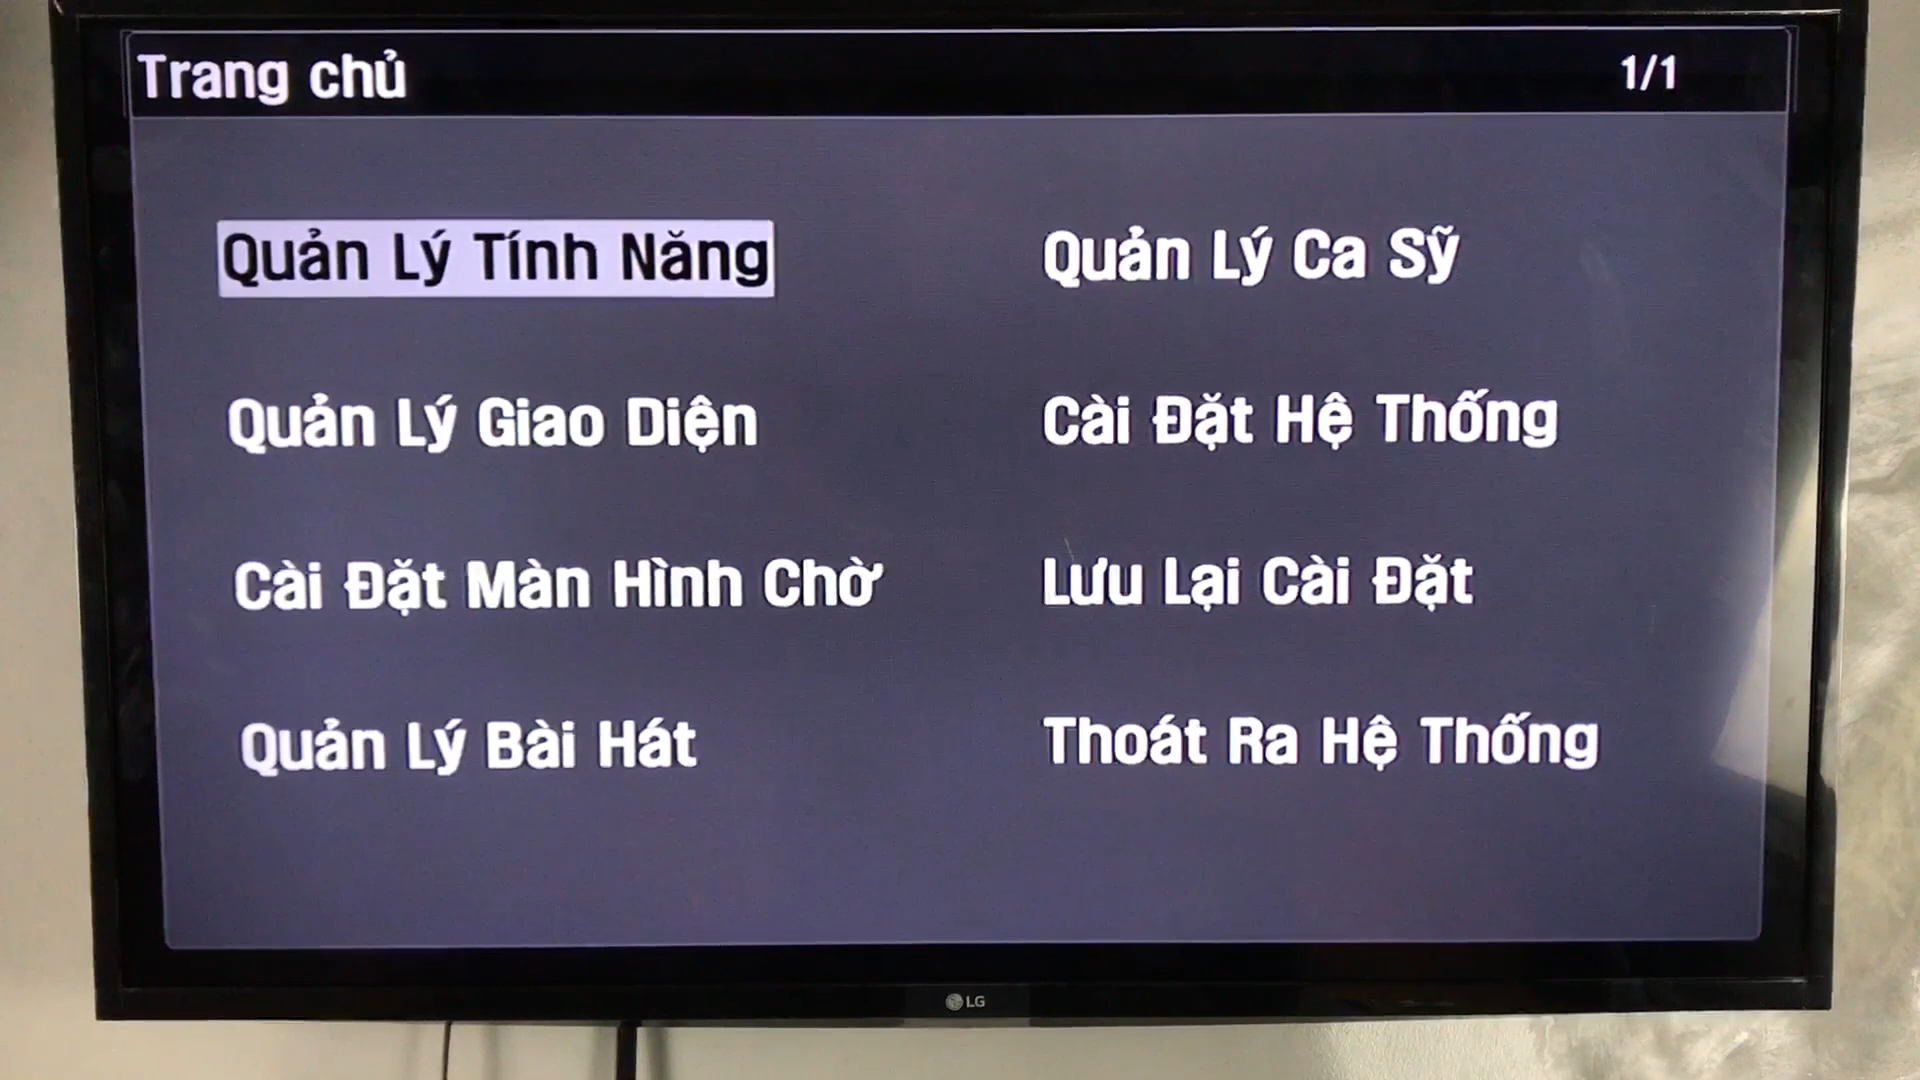 Trang chủ
1/1
Quản Lý Tính Năng
Quản Lý Ca Sỹ
Quản Lý Giao Diện
Cài Đặt Hệ Thống
Cài Đặt Màn Hình Chờ
Lưu Lại Cài Đặt
Quản Lý Bài Hát
Thoát Ra Hệ Thống
LG